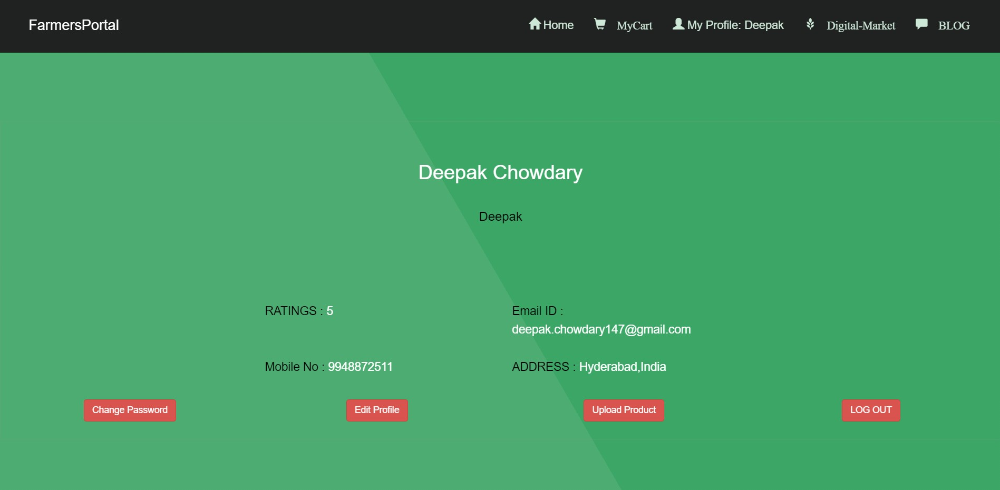 FarmersPortal Home MyCart My Profile: Deepak Digital-Market BLOG
Deepak Chowdary
Deepak
RATINGS : 5
Email ID :
deepak.chowdary147@gmail.com
Mobile No : 9948872511
ADDRESS : Hyderabad,India
Change Password Edit Profile Upload Product LOG OUT